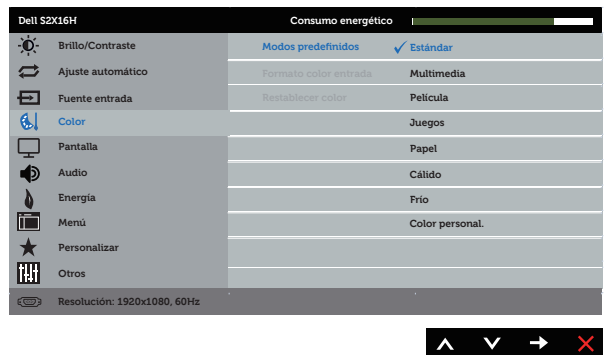 Dell S2X16H Consumo energético
Brillo/Contraste Modos predefinidos Estándar
Ajuste automático Formato color entrada Multimedia
Fuente entrada Restablecer color Película
Color Juegos
Pantalla Papel
Audio Cálido
Energía Frío
Menú Color personal.
Personalizar
Otros
Resolución: 1920x1080, 60Hz